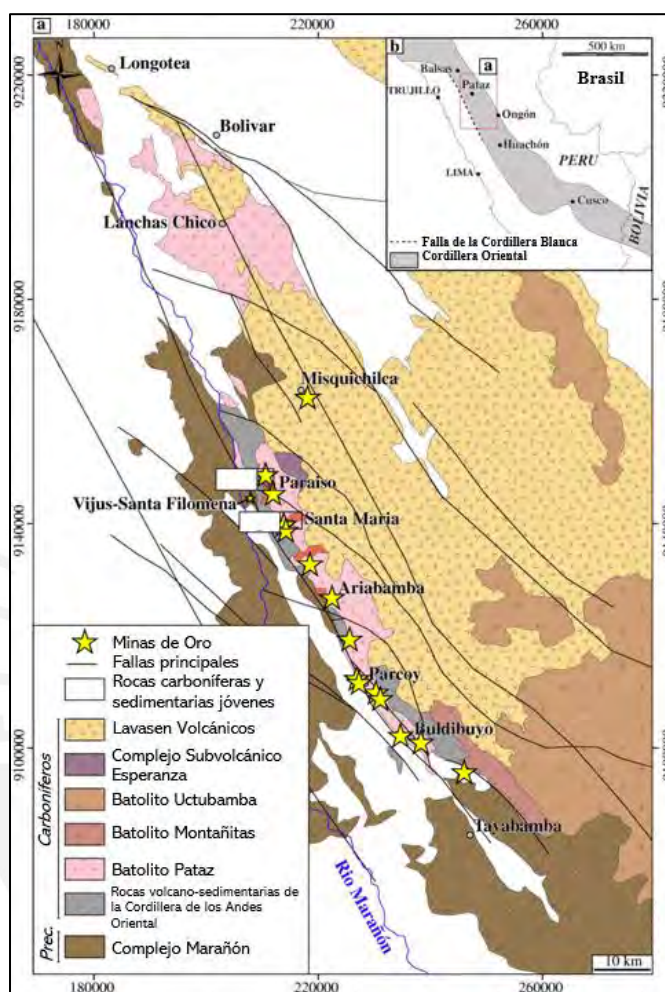 a
180000
220000
260000
b
500 km
Longotea
Balsas
a
Brasil
9220000
Pataz
TRUJILLO
Bolivar
Ongón
Huachón
PERU
LIMA
Lanchas Chico
Cusco
BOLIVIA
Falla de la Cordillera Blanca
Cordillera Oriental
9180000
Misquichilca
Paraiso
Vijus-Santa Filomena
Santa Maria
9140000
Ariabamba
Minas de Oro
Fallas principales
Parcoy
Rocas carboníferas y
sedimentarias jóvenes
Buldibuyo
Lavasen Volcánicos
Carboníferos
Complejo Subvolcánico
Esperanza
9100000
Batolito Uctubamba
Tayabamba
Batolito Montañitas
Batolito Pataz
Rio Marañón
Rocas volcano-sedimentarias de
la Cordillera de los Andes
Oriental
Prec.
Complejo Marañón
10 km
180000
220000
260000